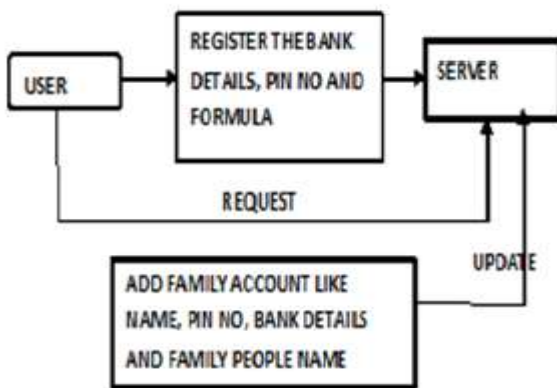 USER
REGISTER THE BANK
DETAILS, PIN NO AND
FORMULA
SERVER
REQUEST
UPDATE
ADD FAMILY ACCOUNT LIKE
NAME, PIN NO, BANK DETAILS
AND FAMILY PEOPLE NAME